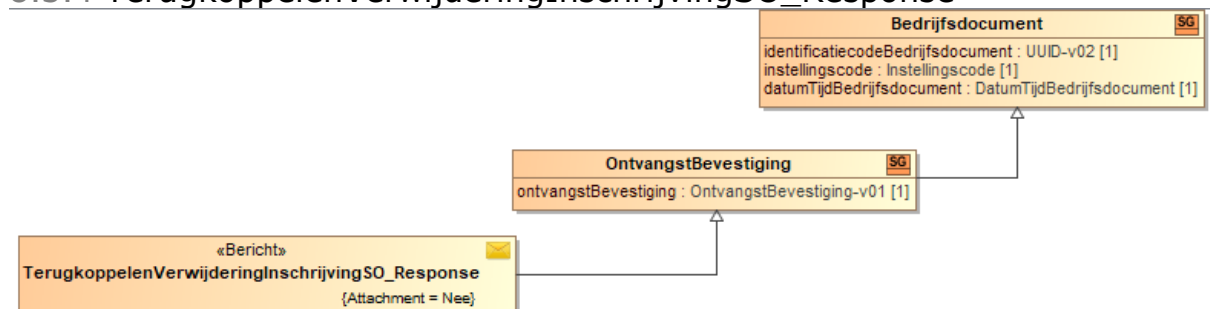 TerugkoppelenVerwijderingInschrijvingSO_Response
Bedrijfsdocument SG
identificatiecodeBedrijfsdocument : UUID-v02 [1]
instellingscode : Instellingscode [1]
datumTijdBedrijfsdocument : DatumTijdBedrijfsdocument [1]
OntvangstBevestiging SG
ontvangstBevestiging : OntvangstBevestiging-v01 [1]
«Bericht»
TerugkoppelenVerwijderingInschrijvingSO_Response
{Attachment = Nee}